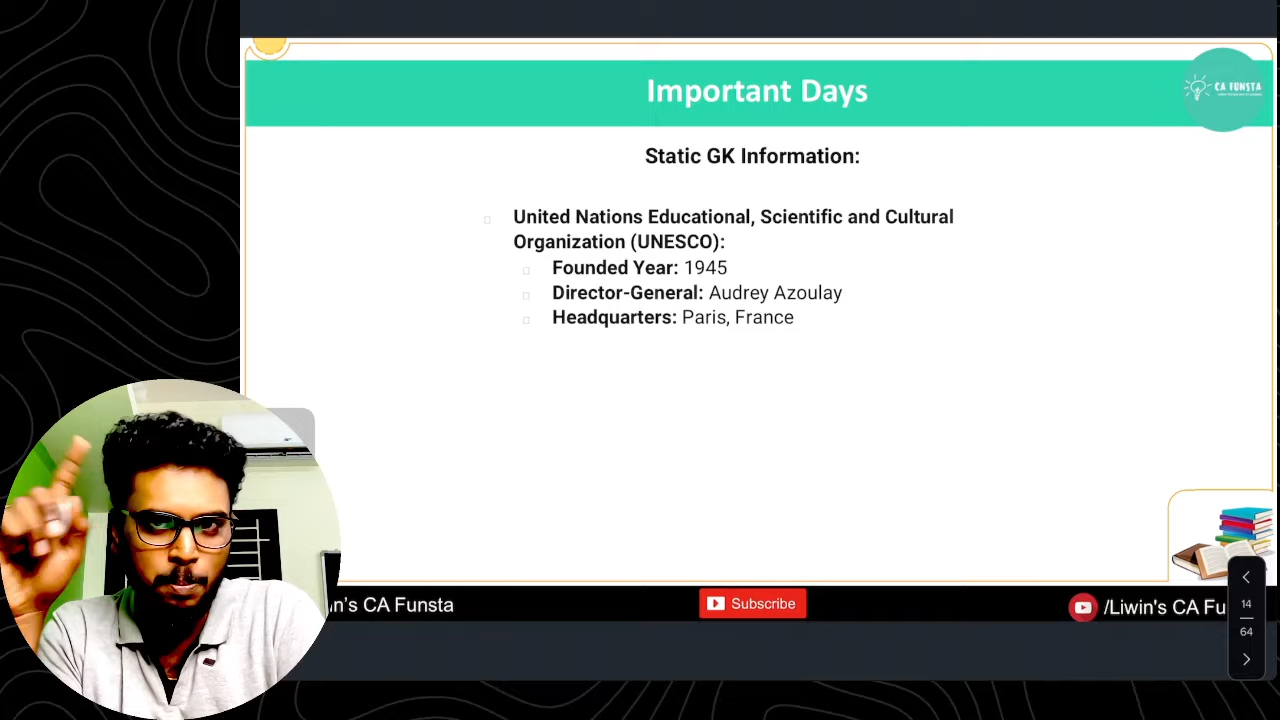 Important Days
CA FUNSTA
Static GK Information:
United Nations Educational, Scientific and Cultural
Organization (UNESCO):
Founded Year: 1945
Director-General: Audrey Azoulay
Headquarters: Paris, France
in's CA Funsta
Subscribe
/Liwin's CA Fu
14
64